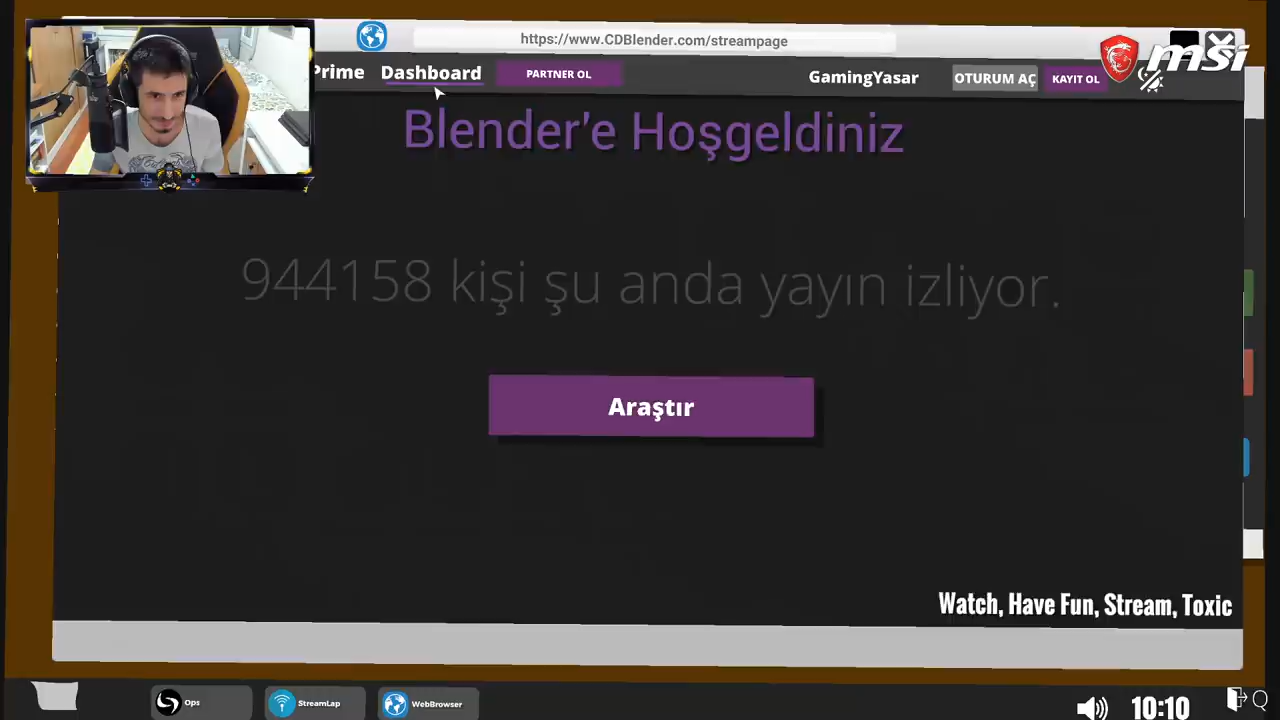 https://www.CDBlender.com/streampage
Prime Dashboard PARTNER OL GamingYasar OTURUM AÇ KAYIT OL
msi
Blender'e Hoşgeldiniz
944158 kişi şu anda yayın izliyor.
Araştır
Watch, Have Fun, Stream, Toxic
Ops StreamLap WebBrowser 10:10 Q